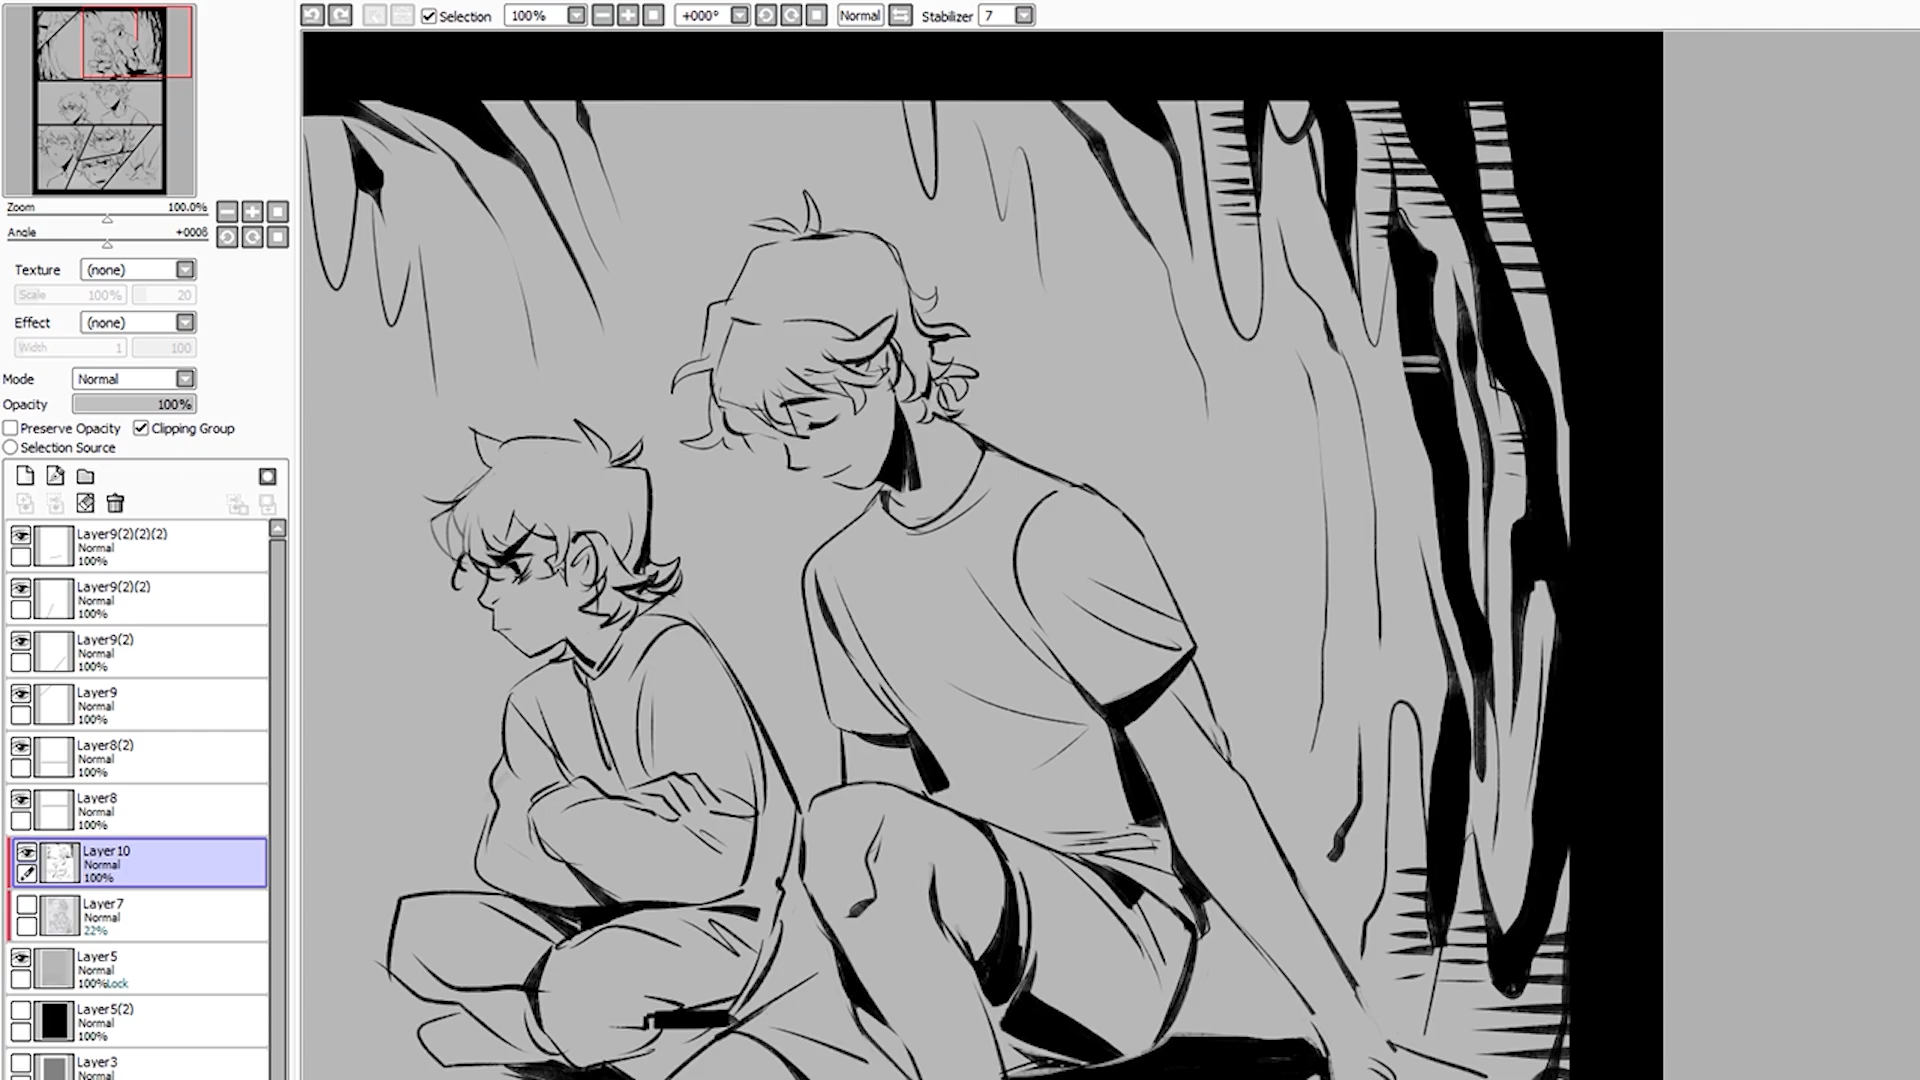 Selection 100% +000° Normal Stabilizer 7
Zoom 100.0%
Angle +000§
Texture (none)
Scale 100% 20
Effect (none)
Width 1 100
Mode Normal
Opacity 100%
Preserve Opacity Clipping Group
Selection Source
Layer9(2)(2)(2)
Normal
100%
Layer9(2)(2)
Normal
100%
Layer9(2)
Normal
100%
Layer9
Normal
100%
Layer8(2)
Normal
100%
Layer8
Normal
100%
Layer10
Normal
100%
Layer7
Normal
22%
Layer5
Normal
100%Lock
Layer5(2)
Normal
100%
Layer3
Normal